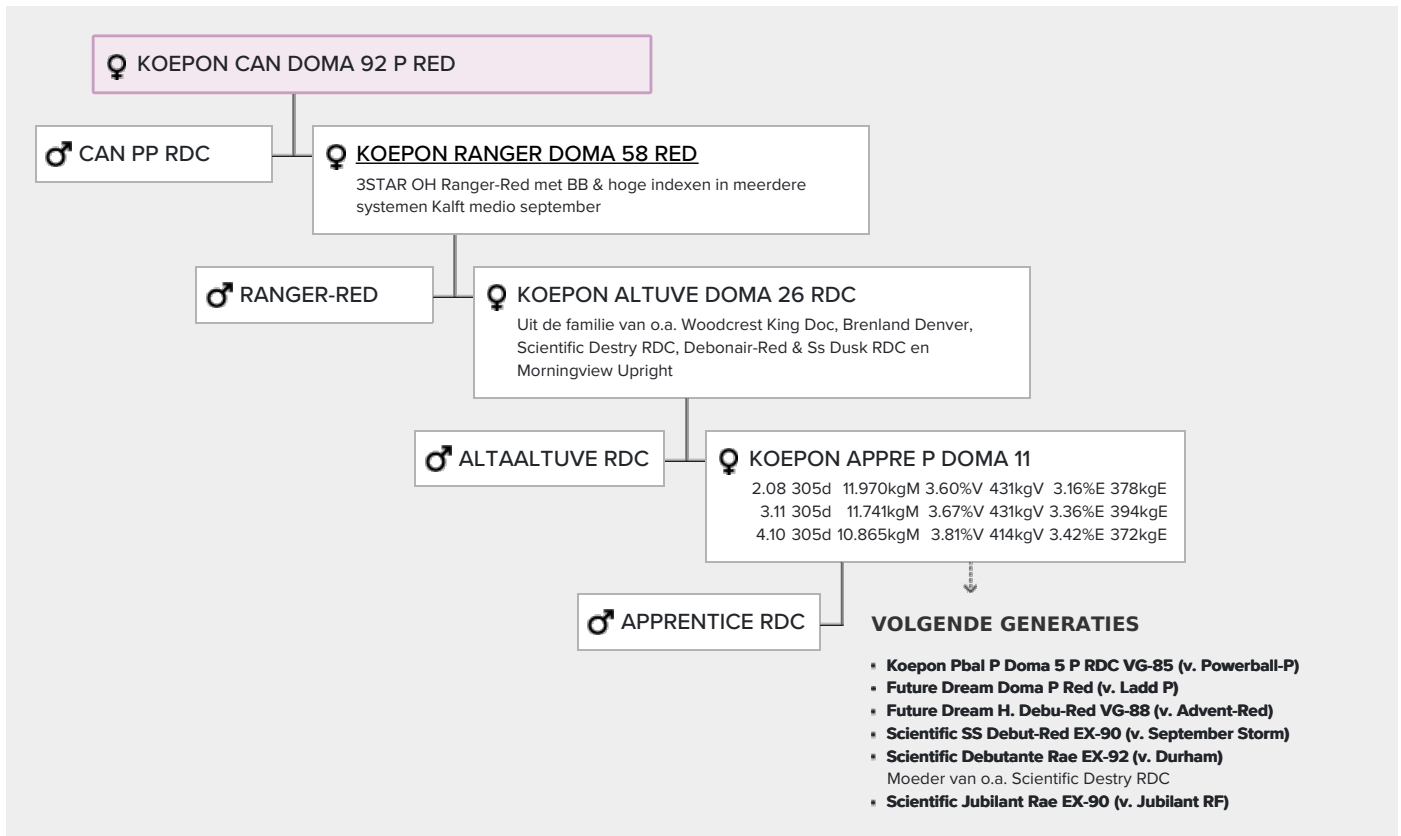 KOEPON CAN DOMA 92 P RED
CAN PP RDC
KOEPON RANGER DOMA 58 RED
3STAR OH Ranger-Red met BB & hoge indexen in meerdere
systemen Kalft medio september
RANGER-RED
KOEPON ALTUVE DOMA 26 RDC
Uit de familie van o.a. Woodcrest King Doc, Brenland Denver,
Scientific Destry RDC, Debonair-Red & Ss Dusk RDC en
Morningview Upright
ALTAALTUVE RDC
KOEPON APPRE P DOMA 11
2.08 305d 11.970kgM 3.60%V 431kgV 3.16%E 378kgE
3.11 305d 11.741kgM 3.67%V 431kgV 3.36%E 394kgE
4.10 305d 10.865kgM 3.81%V 414kgV 3.42%E 372kgE
APPRENTICE RDC
VOLGENDE GENERATIES
Koepon Pbal P Doma 5 P RDC VG-85 (v. Powerball-P)
Future Dream Doma P Red (v. Ladd P)
Future Dream H. Debu-Red VG-88 (v. Advent-Red)
Scientific SS Debut-Red EX-90 (v. September Storm)
Scientific Debutante Rae EX-92 (v. Durham)
Moeder van o.a. Scientific Destry RDC
Scientific Jubilant Rae EX-90 (v. Jubilant RF)